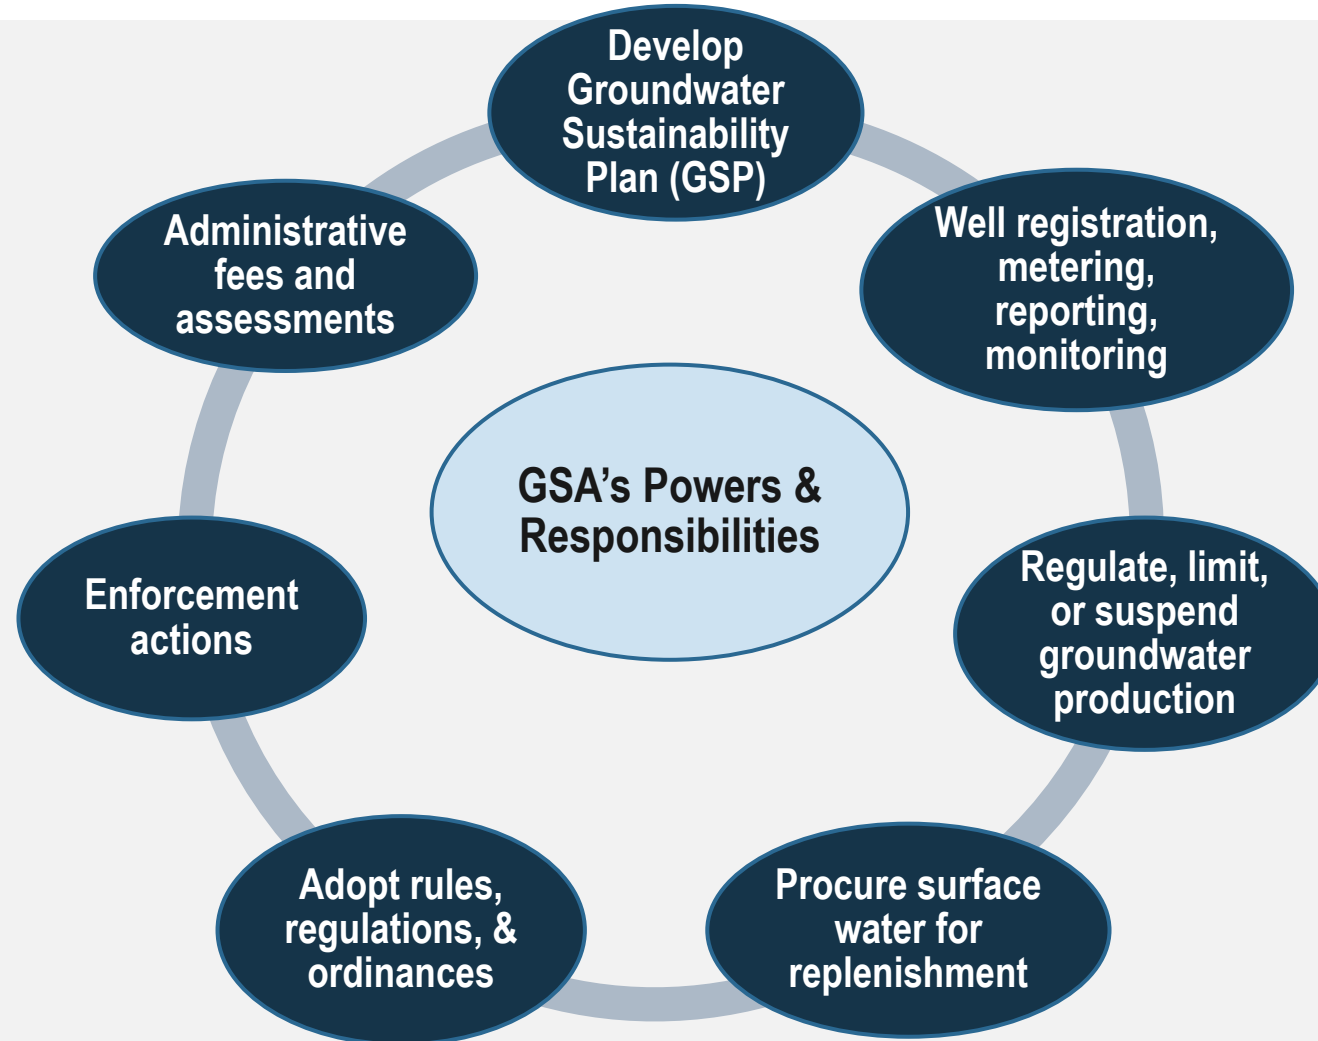 Develop
Groundwater
Sustainability
Plan (GSP)
Well registration,
metering,
reporting,
monitoring
Regulate, limit,
or suspend
groundwater
production
Procure surface
water for
replenishment
Adopt rules,
regulations, &
ordinances
Enforcement
actions
Administrative
fees and
assessments
GSA’s Powers &
Responsibilities